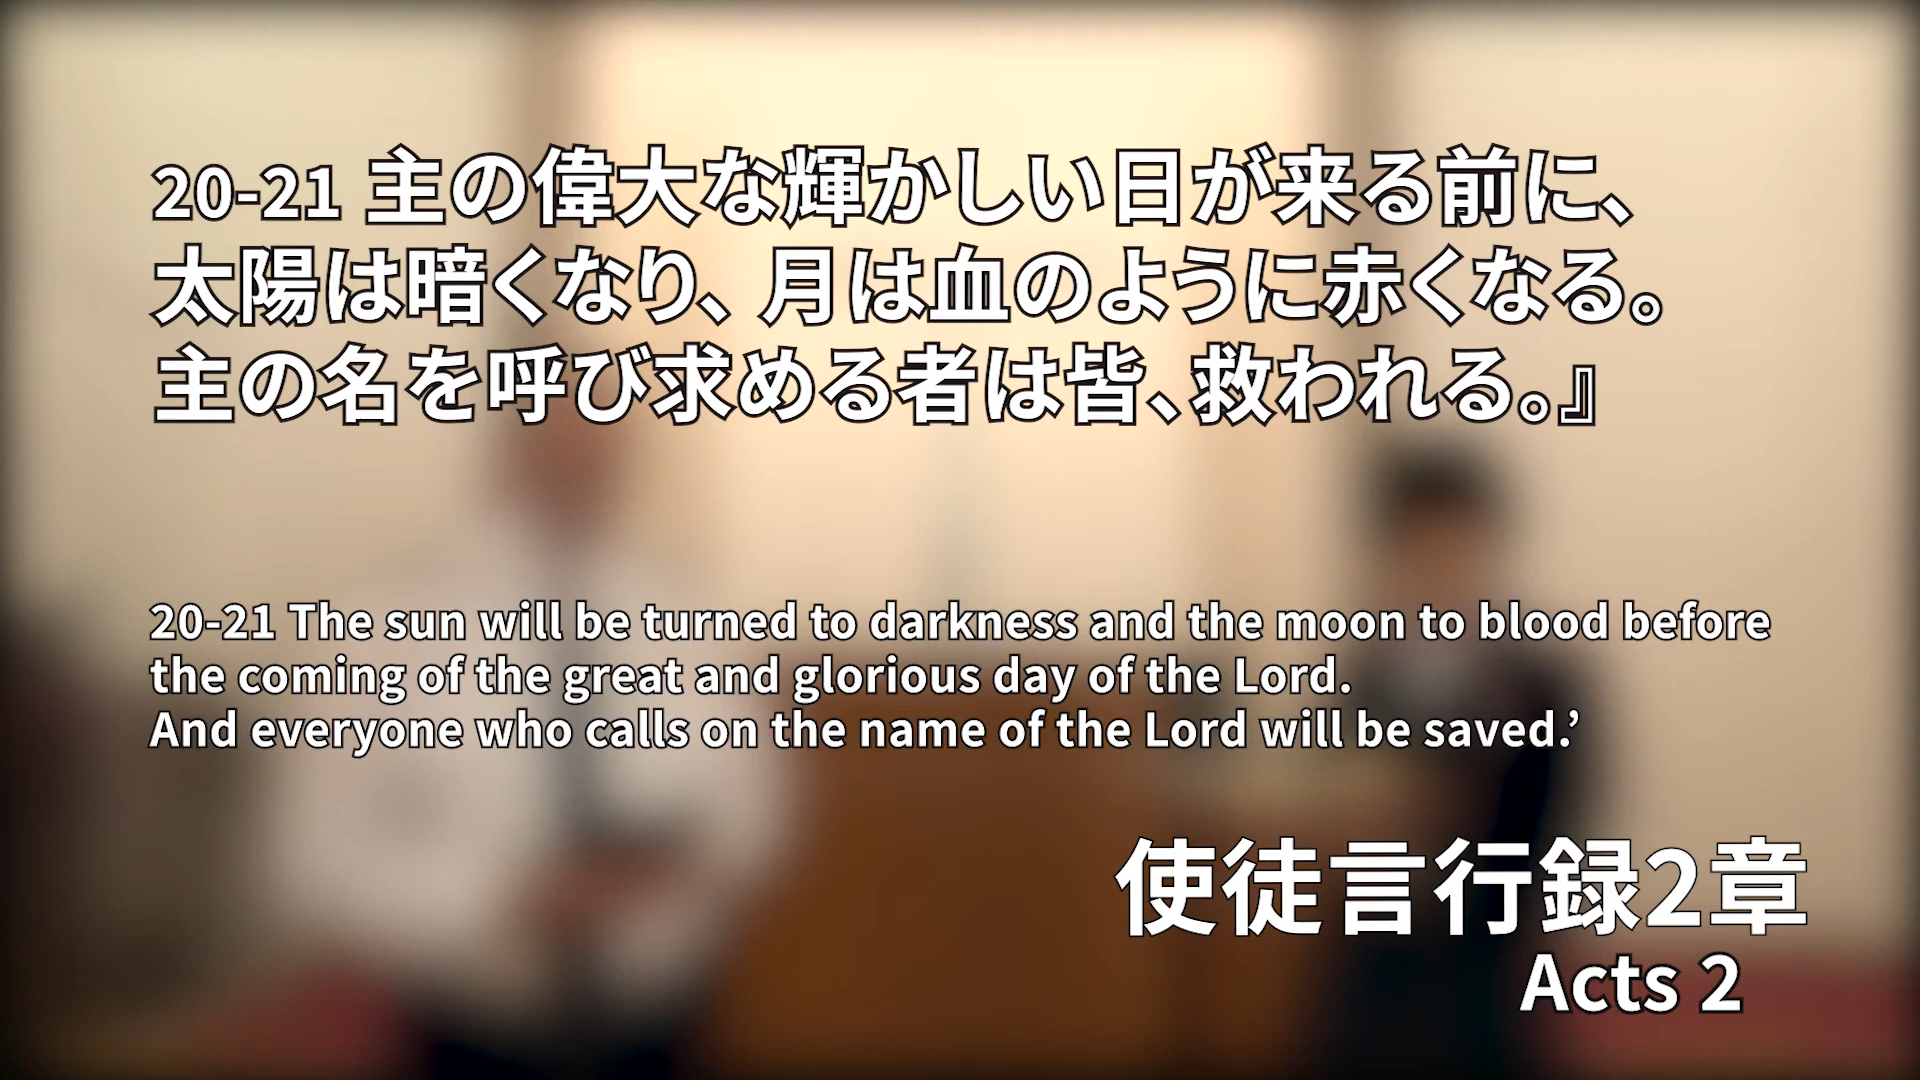 20-21 主の偉大な輝かしい日が来る前に、
太陽は暗くなり、月は血のように赤くなる。
主の名を呼び求める者は皆、救われる。』
20-21 The sun will be turned to darkness and the moon to blood before
the coming of the great and glorious day of the Lord.
And everyone who calls on the name of the Lord will be saved.’
使徒言行録2章
Acts 2